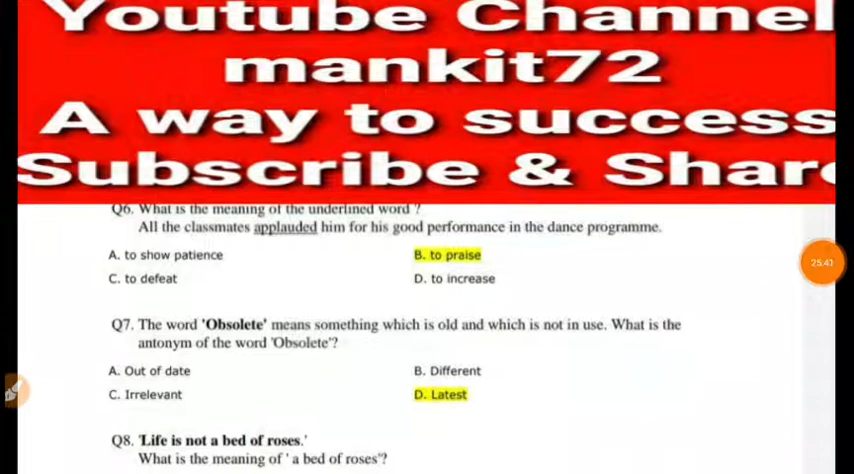 Youtube Channel
mankit72
A way to success
Subscribe & Share
Q6. What is the meaning of the underlined word ?
All the classmates applauded him for his good performance in the dance programme.
A. to show patience B. to praise
C. to defeat D. to increase
25:41
Q7. The word 'Obsolete' means something which is old and which is not in use. What is the
antonym of the word 'Obsolete'?
A. Out of date B. Different
C. Irrelevant D. Latest
Q8. 'Life is not a bed of roses.'
What is the meaning of ' a bed of roses'?